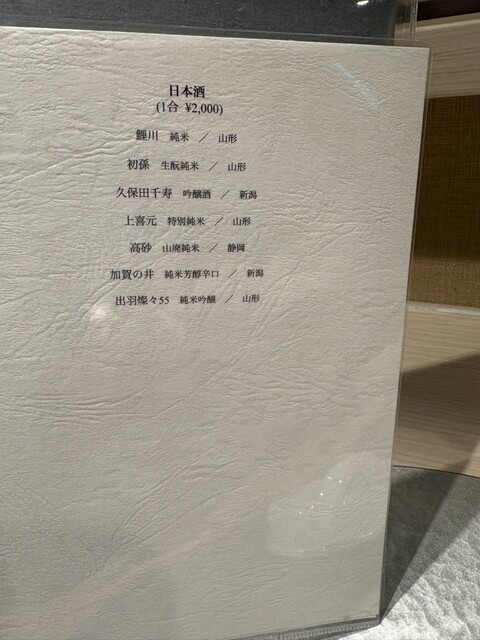 日本酒
(1合 ¥2,000)
鯉川 純米 ／ 山形
初孫 生酛純米 ／ 山形
久保田千寿 吟醸酒 ／ 新潟
上喜元 特別純米 ／ 山形
高砂 山廃純米 ／ 静岡
加賀の井 純米芳醇辛口 ／ 新潟
出羽燦々55 純米吟醸 ／ 山形